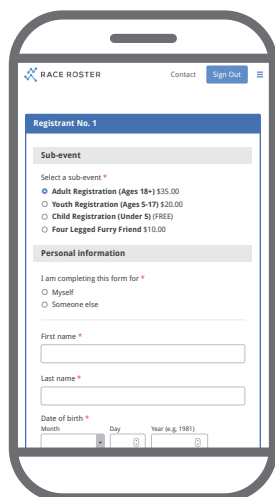 RACE ROSTER
Contact
Sign Out
Registrant No. 1
Sub-event
Select a sub-event *
Adult Registration (Ages 18+) $35.00
Youth Registration (Ages 5-17) $20.00
Child Registration (Under 5) (FREE)
Four Legged Furry Friend $10.00
Personal information
I am completing this form for *
Myself
Someone else
First name *
Last name *
Date of birth *
Month Day Year (e.g, 1981)